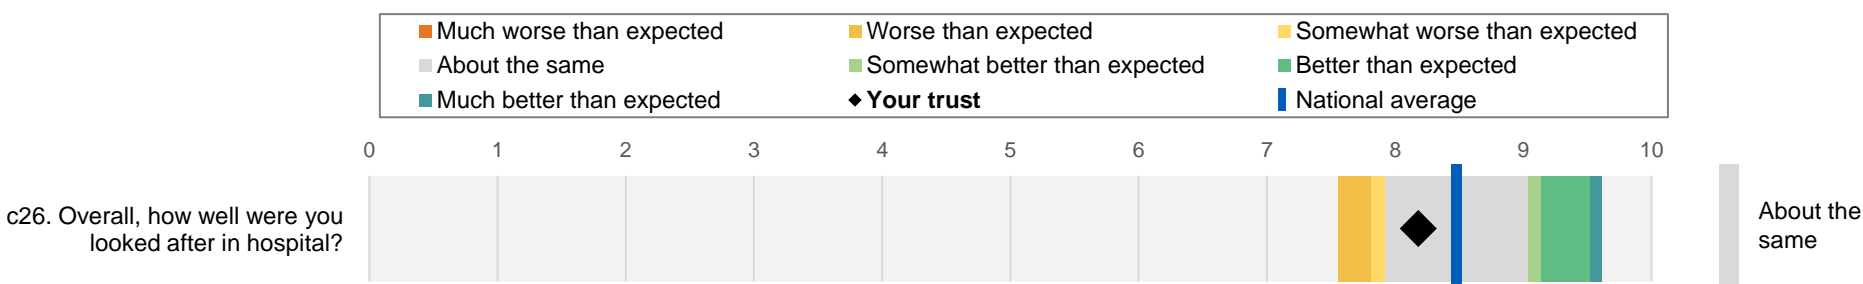 Much worse than expected
Worse than expected
Somewhat worse than expected
About the same
Somewhat better than expected
Better than expected
Much better than expected
Your trust
National average
0 1 2 3 4 5 6 7 8 9 10
c26. Overall, how well were you
looked after in hospital?
About the
same